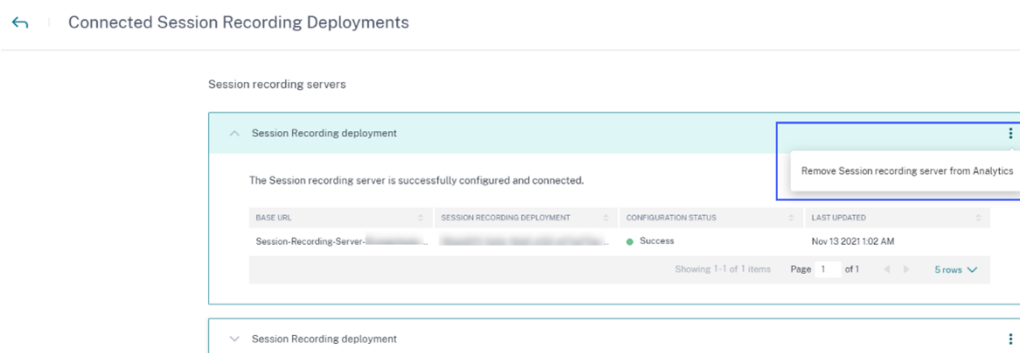 Connected Session Recording Deployments
Session recording servers
Session Recording deployment
Remove Session recording server from Analytics
The Session recording server is successfully configured and connected.
BASE URL SESSION RECORDING DEPLOYMENT CONFIGURATION STATUS LAST UPDATED
Session-Recording-Server- Success Nov 13 2021 1:02 AM
Showing 1-1 of 1 items Page 1 of 1 5 rows
Session Recording deployment